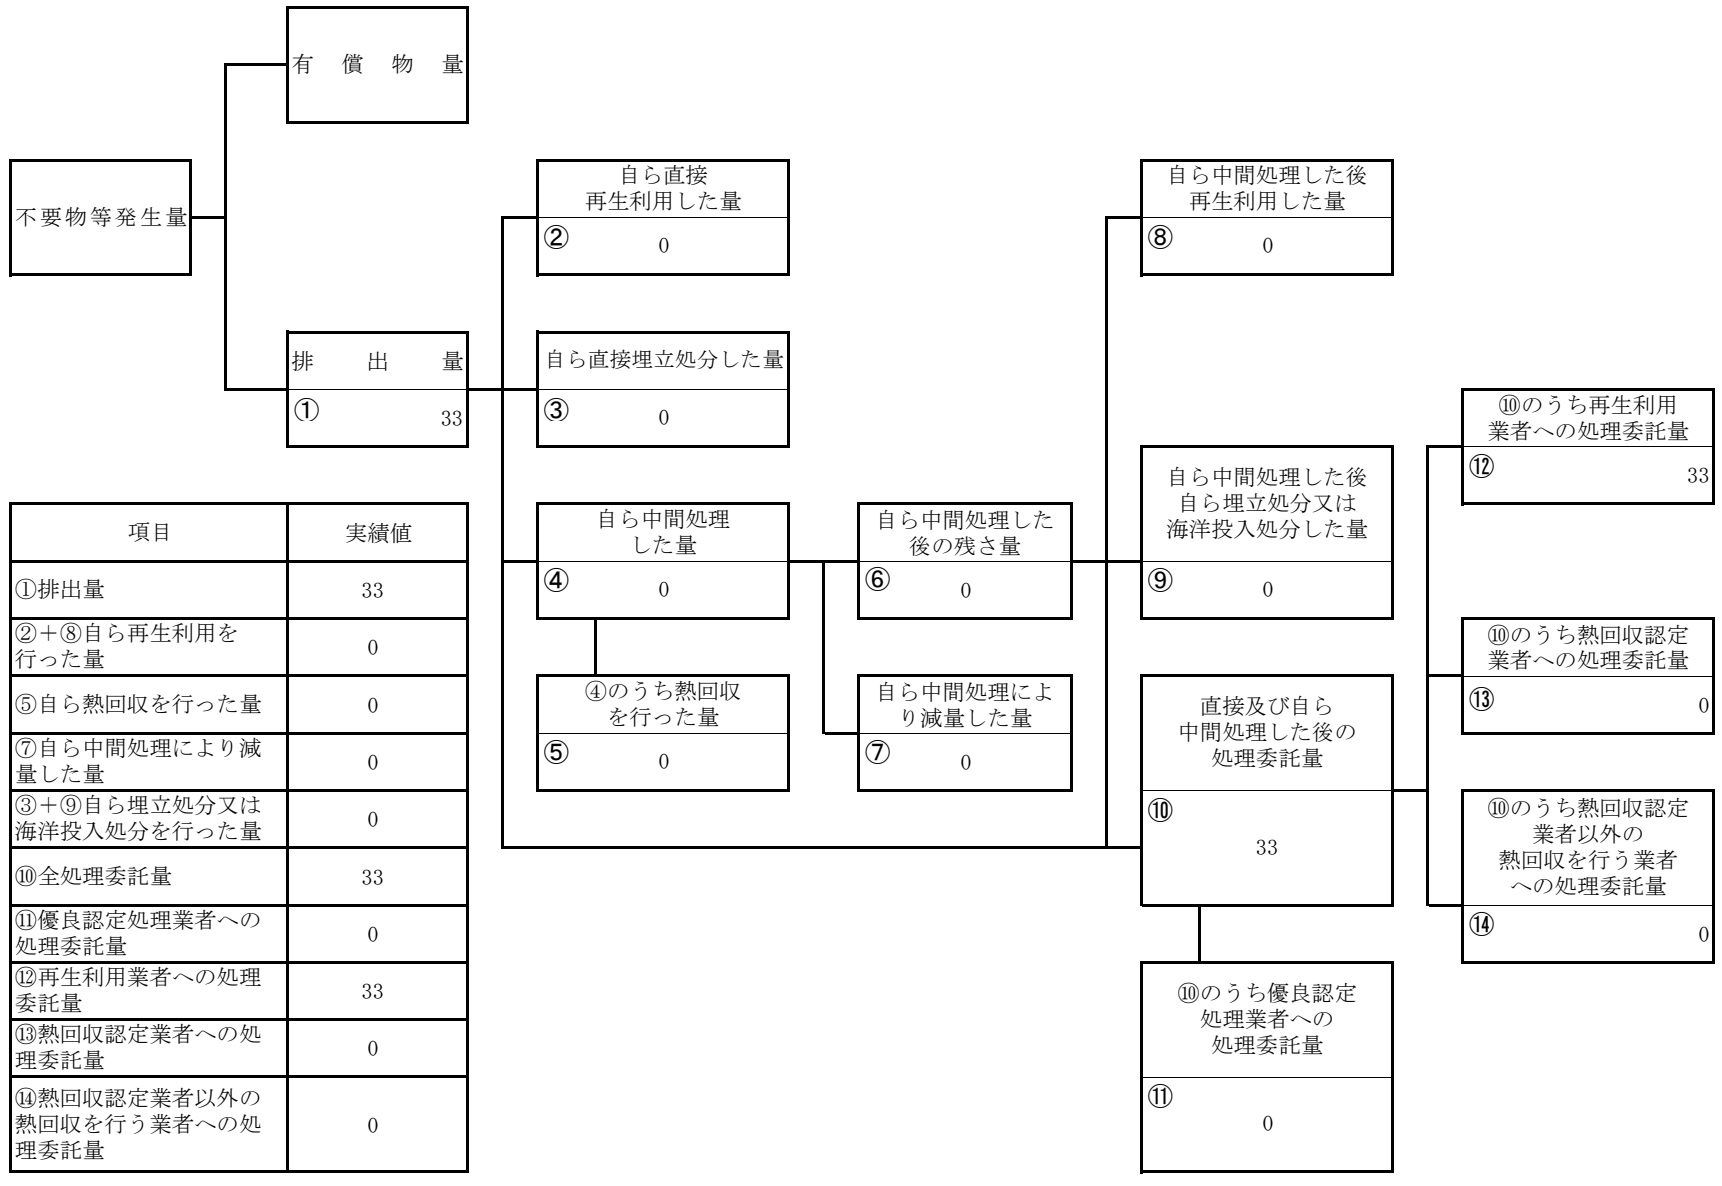 有償物量
不要物等発生量
自ら直接
再生利用した量
②
0
自ら中間処理した後
再生利用した量
⑧
0
排出量
①
33
自ら直接埋立処分した量
③
0
⑩のうち再生利用
業者への処理委託量
⑫
33
自ら中間処理した後
自ら埋立処分又は
海洋投入処分した量
⑨
0
自ら中間処理
した量
④
0
自ら中間処理した
後の残さ量
⑥
0
⑩のうち熱回収認定
業者への処理委託量
⑬
0
④のうち熱回収
を行った量
⑤
0
自ら中間処理によ
り減量した量
⑦
0
直接及び自ら
中間処理した後の
処理委託量
⑩
33
⑩のうち熱回収認定
業者以外の
熱回収を行う業者
への処理委託量
⑭
0
⑩のうち優良認定
処理業者への
処理委託量
⑪
0
項目 実績値
①排出量 33
②＋⑧自ら再生利用を
行った量
0
⑤自ら熱回収を行った量 0
⑦自ら中間処理により減
量した量
0
③＋⑨自ら埋立処分又は
海洋投入処分を行った量
0
⑩全処理委託量 33
⑪優良認定処理業者への
処理委託量
0
⑫再生利用業者への処理
委託量
33
⑬熱回収認定業者への処
理委託量
0
⑭熱回収認定業者以外の
熱回収を行う業者への処
理委託量
0